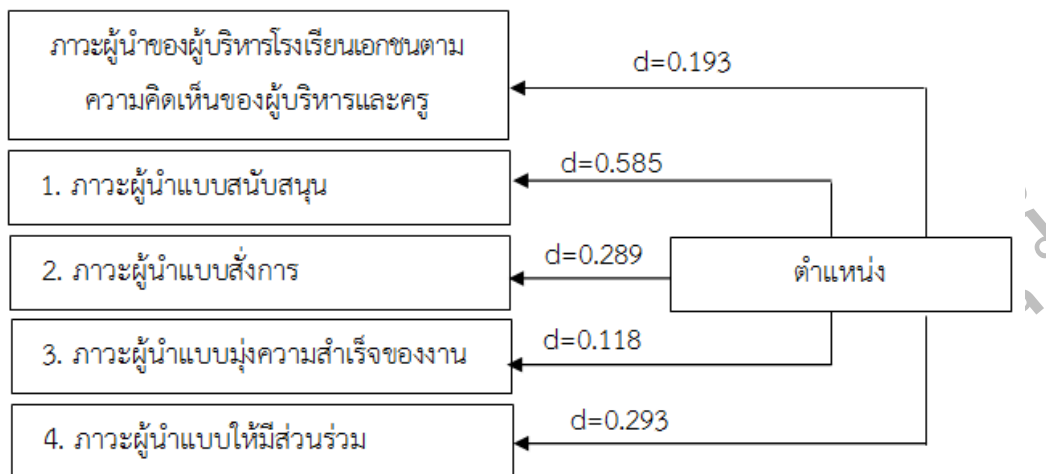 ภาวะผู้นำของผู้บริหารโรงเรียนเอกชนตาม
ความคิดเห็นของผู้บริหารและครู
d=0.193
1. ภาวะผู้นำแบบสนับสนุน
d=0.585
2. ภาวะผู้นำแบบสั่งการ
d=0.289
ตำแหน่ง
3. ภาวะผู้นำแบบมุ่งความสำเร็จของงาน
d=0.118
4. ภาวะผู้นำแบบให้มีส่วนร่วม
d=0.293